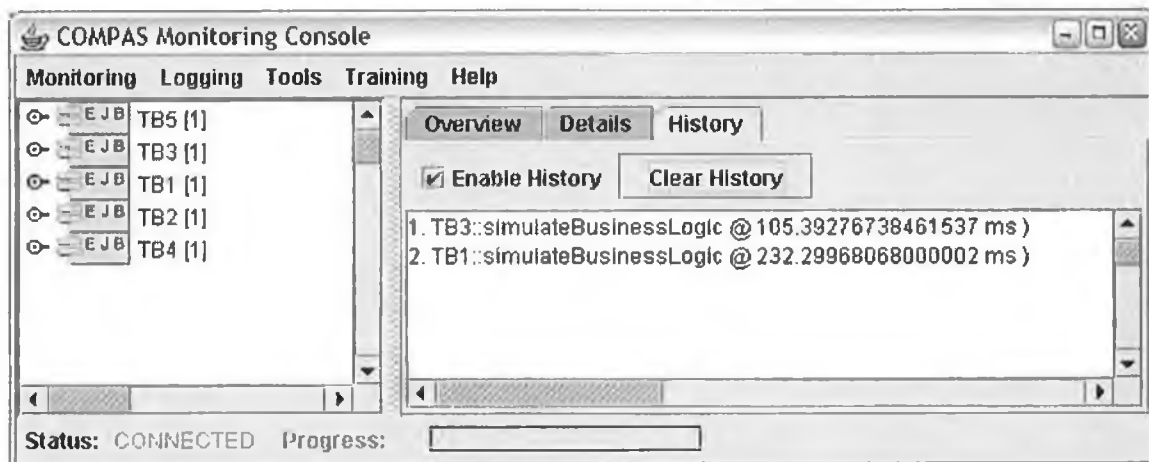 COMPAS Monitoring Console
Monitoring Logging Tools Training Help
EJB TB5 [1]
EJB TB3 [1]
EJB TB1 [1]
EJB TB2 [1]
EJB TB4 [1]
Overview Details History
Enable History Clear History
1. TB3::simulateBusinessLogic @ 105.39276738461537 ms )
2. TB1::simulateBusinessLogic @ 232.29968068000002 ms )
Status: CONNECTED Progress: